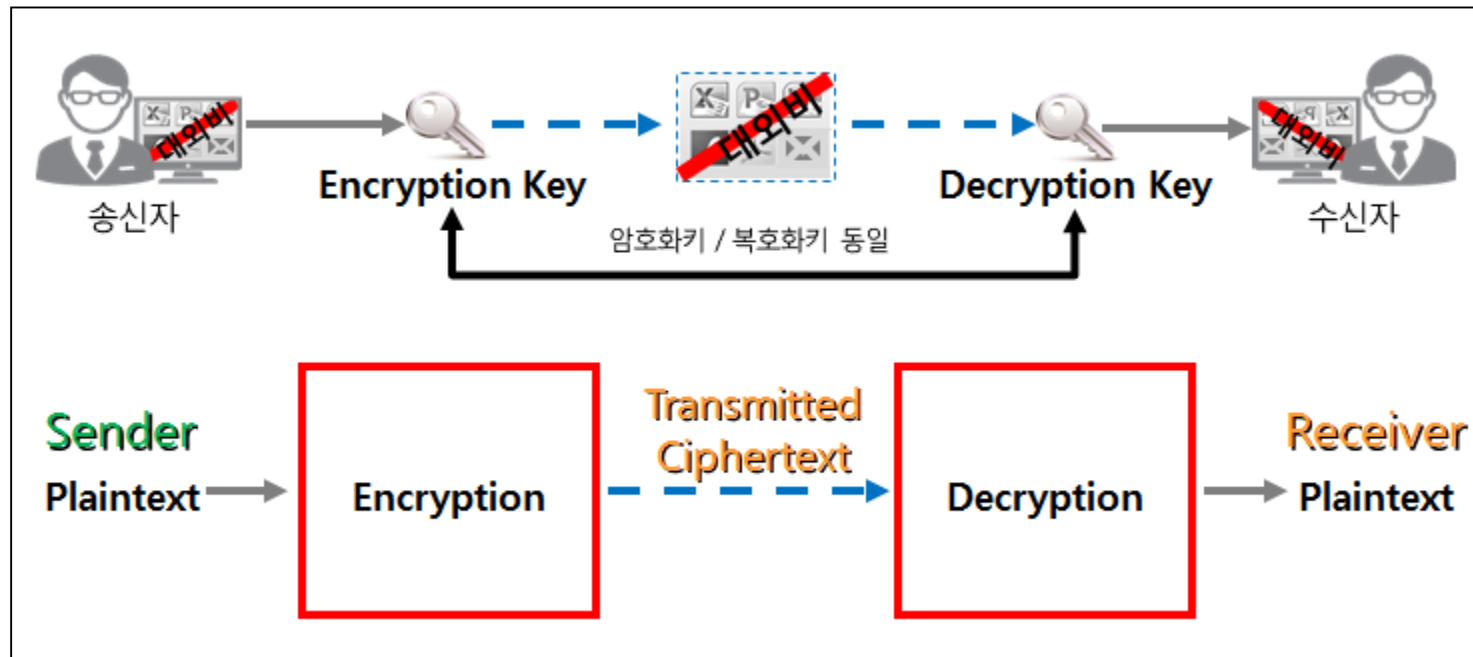 대외비
대외비
대외비
Encryption Key
Decryption Key
송신자
암호화키 / 복호화키 동일
수신자
Sender
Transmitted
Ciphertext
Receiver
Plaintext
Encryption
Decryption
Plaintext